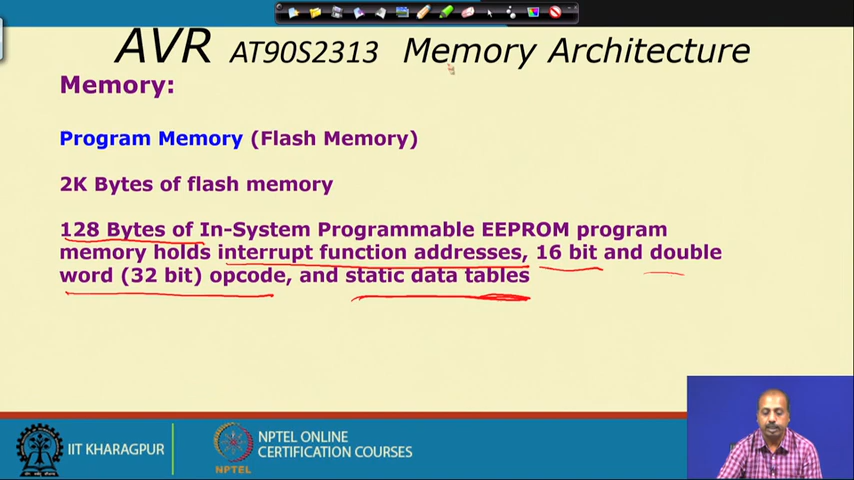 AVR AT90S2313 Memory Architecture
Memory:
Program Memory (Flash Memory)
2K Bytes of flash memory
128 Bytes of In-System Programmable EEPROM program
memory holds interrupt function addresses, 16 bit and double
word (32 bit) opcode, and static data tables
IIT KHARAGPUR
NPTEL
NPTEL ONLINE
CERTIFICATION COURSES